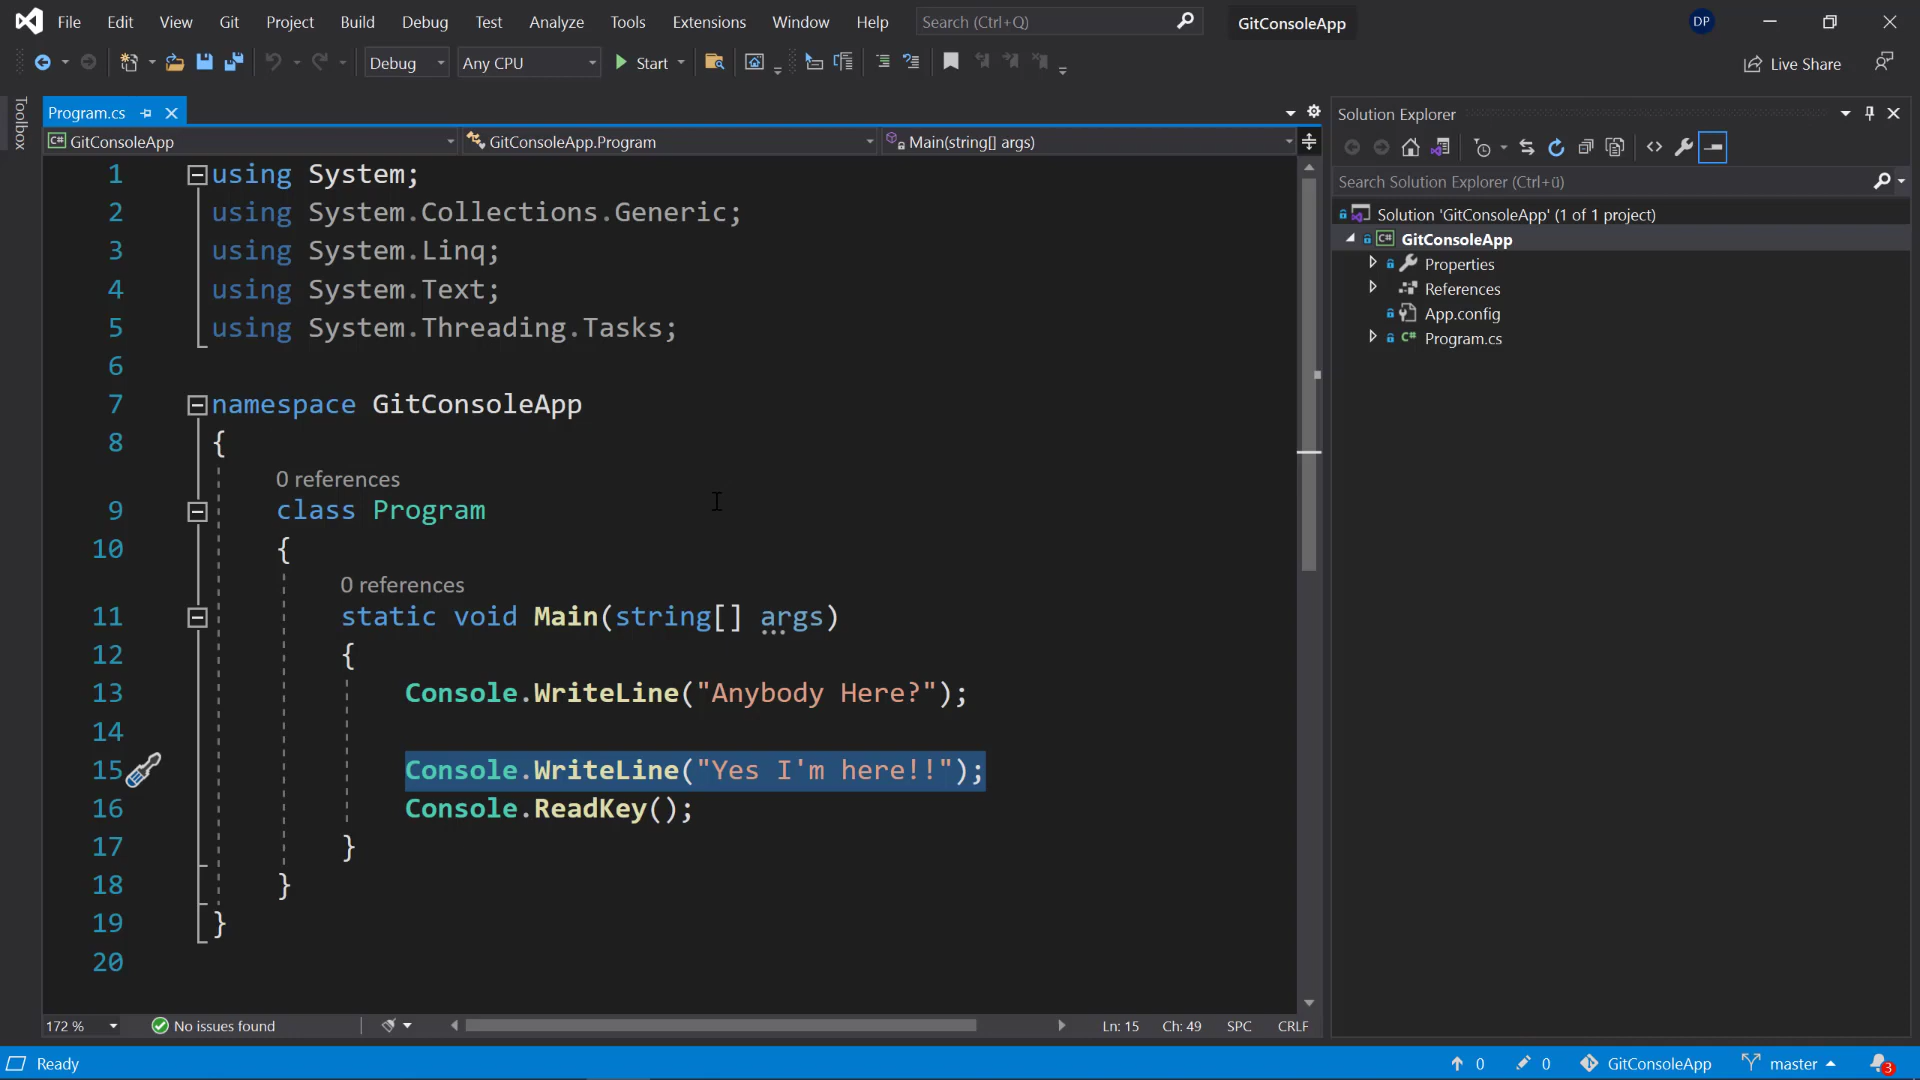 File Edit View Git Project Build Debug Test Analyze Tools Extensions Window Help Search (Ctrl+Q) GitConsoleApp DP
Debug Any CPU Start Live Share
Toolbox
Program.cs
GitConsoleApp GitConsoleApp.Program Main(string[] args)
1 using System;
2 using System.Collections.Generic;
3 using System.Linq;
4 using System.Text;
5 using System.Threading.Tasks;
6
7 namespace GitConsoleApp
8 {
0 references
9 class Program
10 {
0 references
11 static void Main(string[] args)
12 {
13 Console.WriteLine("Anybody Here?");
14
15 Console.WriteLine("Yes I'm here!!");
16 Console.ReadKey();
17 }
18 }
19 }
20
172 % No issues found Ln: 15 Ch: 49 SPC CRLF
Solution Explorer
Search Solution Explorer (Ctrl+ü)
Solution 'GitConsoleApp' (1 of 1 project)
C# GitConsoleApp
Properties
References
App.config
C# Program.cs
Ready 0 0 GitConsoleApp master 3